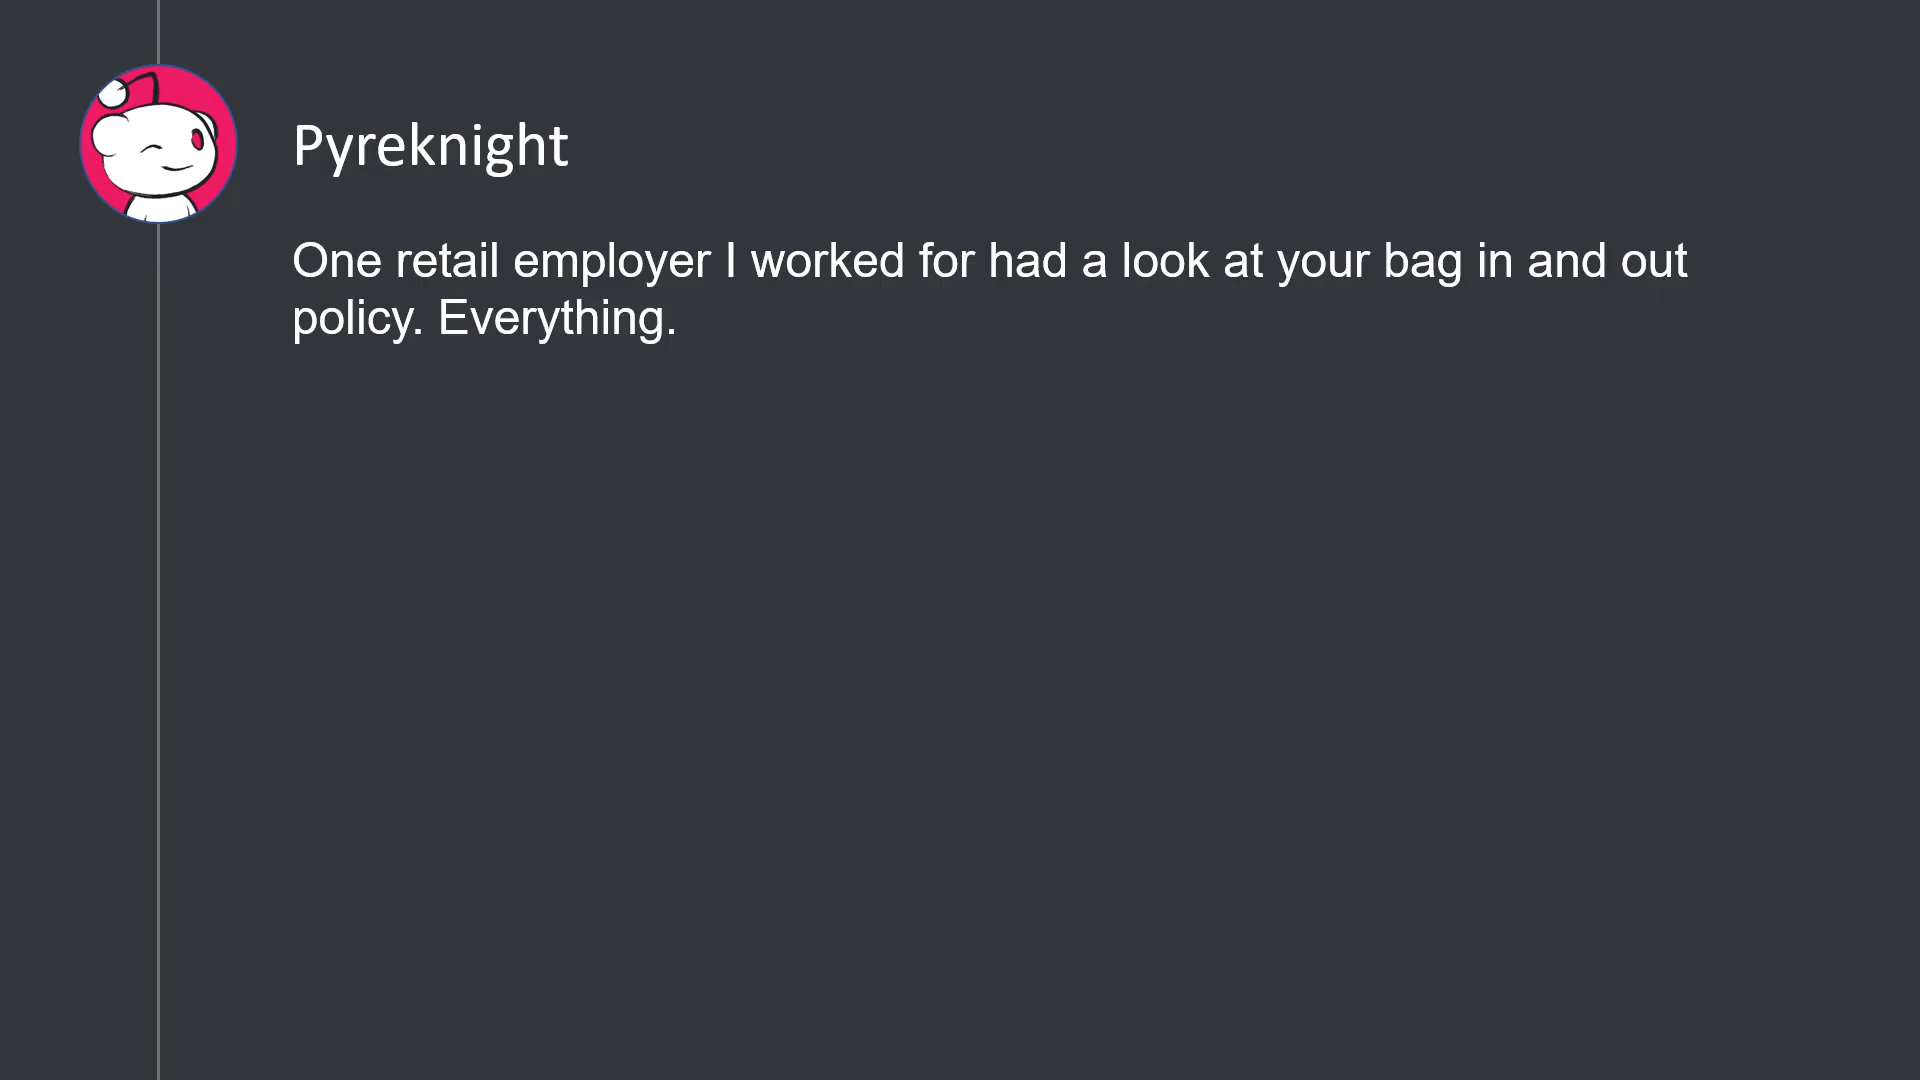 Pyreknight
One retail employer I worked for had a look at your bag in and out
policy. Everything.